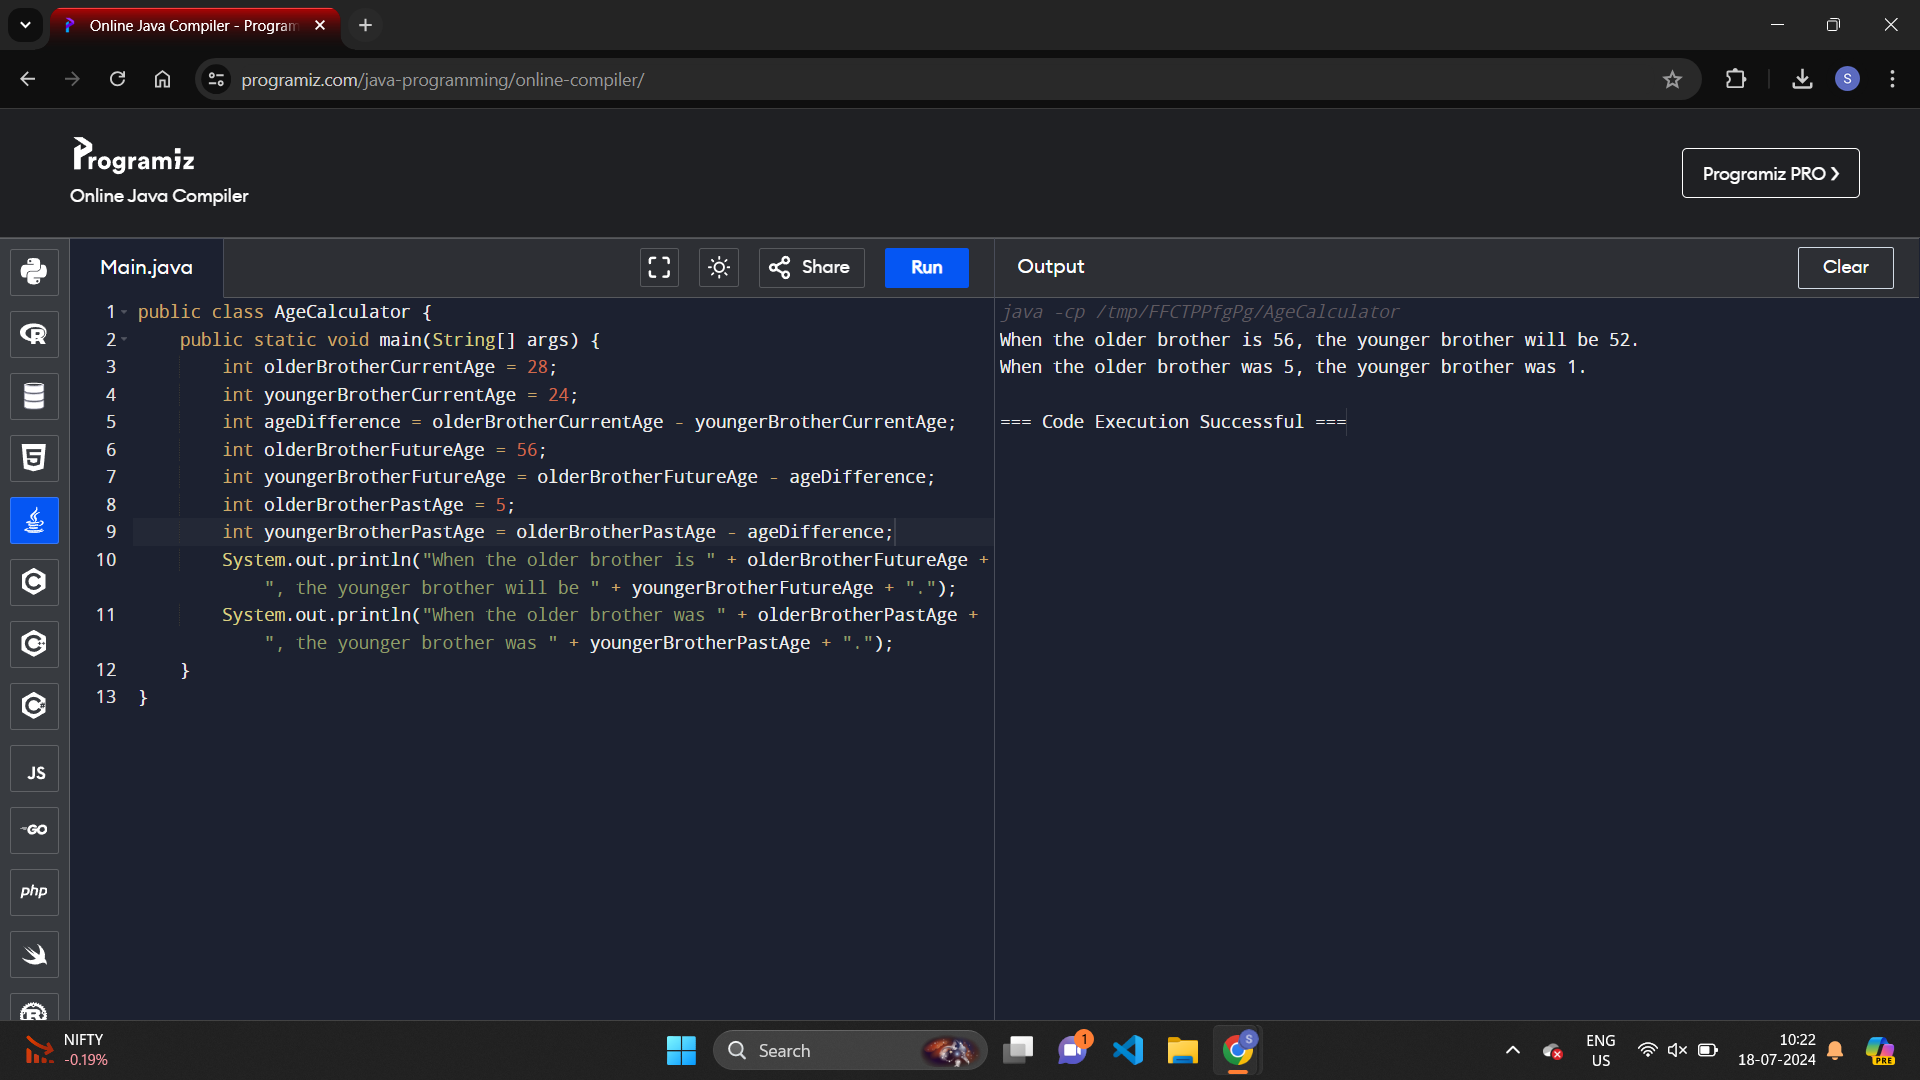 Online Java Compiler - Program
programiz.com/java-programming/online-compiler/
S
Programiz
Online Java Compiler
Programiz PRO ❯
Main.java
Share
Run
Output
Clear
1 public class AgeCalculator {
2 public static void main(String[] args) {
3 int olderBrotherCurrentAge = 28;
4 int youngerBrotherCurrentAge = 24;
5 int ageDifference = olderBrotherCurrentAge - youngerBrotherCurrentAge;
6 int olderBrotherFutureAge = 56;
7 int youngerBrotherFutureAge = olderBrotherFutureAge - ageDifference;
8 int olderBrotherPastAge = 5;
9 int youngerBrotherPastAge = olderBrotherPastAge - ageDifference;
10 System.out.println("When the older brother is " + olderBrotherFutureAge +
", the younger brother will be " + youngerBrotherFutureAge + ".");
11 System.out.println("When the older brother was " + olderBrotherPastAge +
", the younger brother was " + youngerBrotherPastAge + ".");
12 }
13 }
java -cp /tmp/FFCTPPfgPg/AgeCalculator
When the older brother is 56, the younger brother will be 52.
When the older brother was 5, the younger brother was 1.
=== Code Execution Successful ===
R
5
C
C
C
JS
GO
php
R
NIFTY
-0.19%
Search
1
S
ENG
US
10:22
18-07-2024
PRE